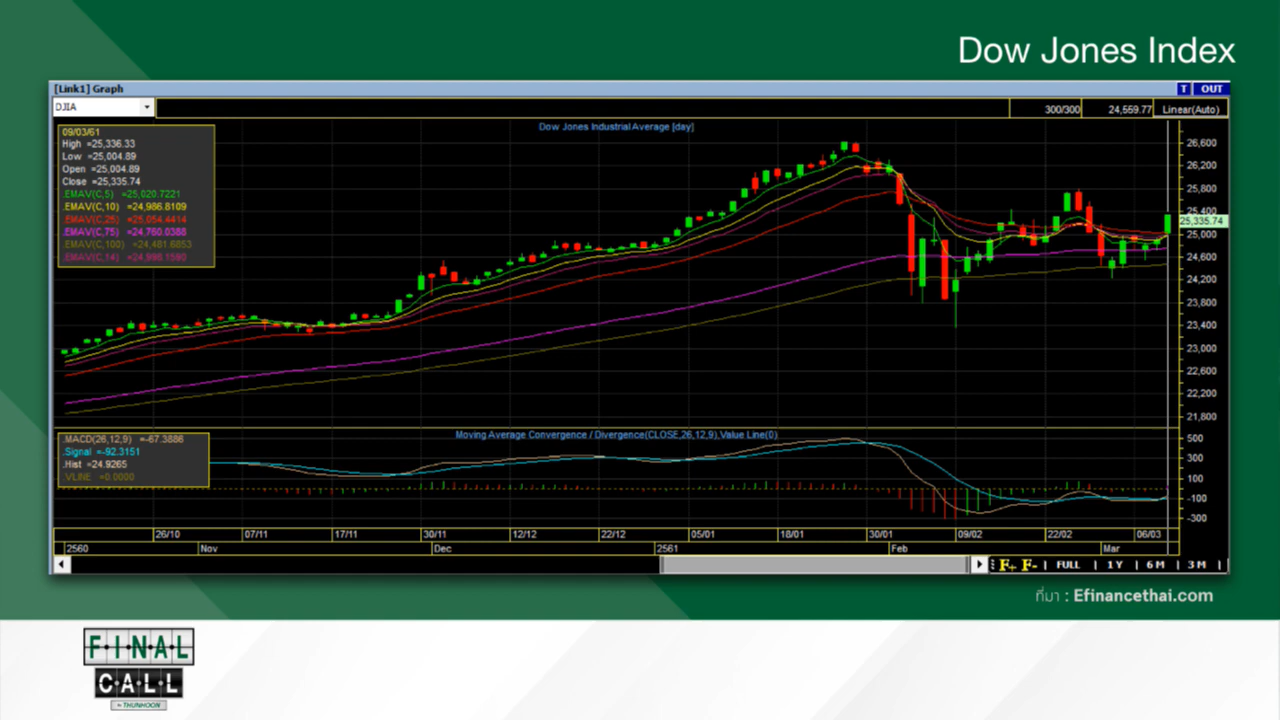 Dow Jones Index
[Link1] Graph
T OUT
DJIA
300/300 24,559.77 Linear(Auto)
Dow Jones Industrial Average [day]
09/03/61
High =25,336.33
Low =25,004.89
Open =25,004.89
Close =25,335.74
.EMAV(C,5) =25,020.7221
.EMAV(C,10) =24,986.8109
.EMAV(C,25) =25,054.4414
.EMAV(C,75) =24,760.0388
.EMAV(C,100) =24,481.6853
.EMAV(C,14) =24,998.1590
26,600
26,200
25,800
25,400
25,335.74
25,000
24,600
24,200
23,800
23,400
23,000
22,600
22,200
21,800
Moving Average Convergence / Divergence(CLOSE,26,12,9),Value Line(0)
.MACD(26,12,9) =-67.3886
.Signal =-92.3151
.Hist =24.9265
.VLINE =0.0000
500
300
100
-100
-300
26/10 07/11 17/11 30/11 12/12 22/12 05/01 18/01 30/01 09/02 22/02 06/03
2560 Nov Dec 2561 Feb Mar
F+ F- | FULL | 1 Y | 6 M | 3 M |
ที่มา : Efinancethai.com
FINAL
CALL
by THUNHOON